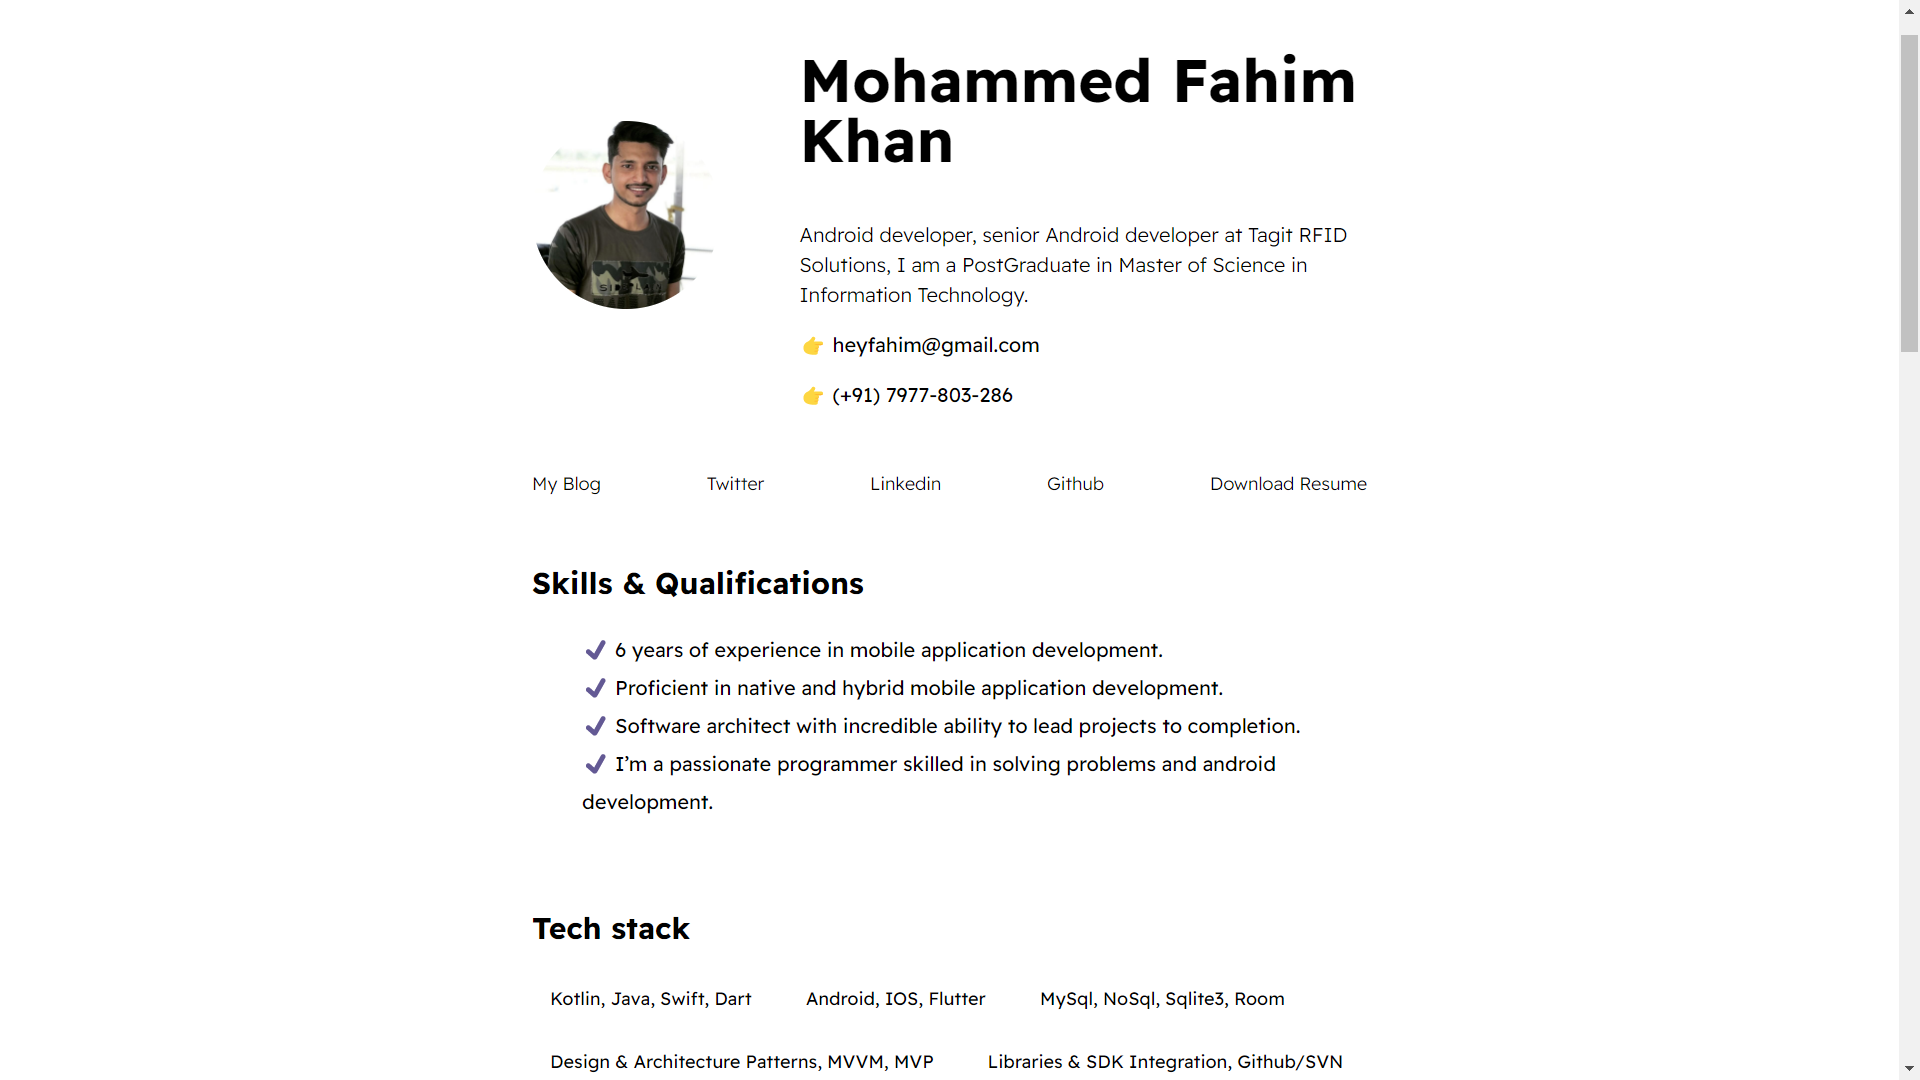 Mohammed Fahim
Khan
Android developer, senior Android developer at Tagit RFID
Solutions, I am a PostGraduate in Master of Science in
Information Technology.
👉 heyfahim@gmail.com
👉 (+91) 7977-803-286
My Blog Twitter Linkedin Github Download Resume
Skills & Qualifications
✔ 6 years of experience in mobile application development.
✔ Proficient in native and hybrid mobile application development.
✔ Software architect with incredible ability to lead projects to completion.
✔ I’m a passionate programmer skilled in solving problems and android
development.
Tech stack
Kotlin, Java, Swift, Dart Android, IOS, Flutter MySql, NoSql, Sqlite3, Room
Design & Architecture Patterns, MVVM, MVP Libraries & SDK Integration, Github/SVN